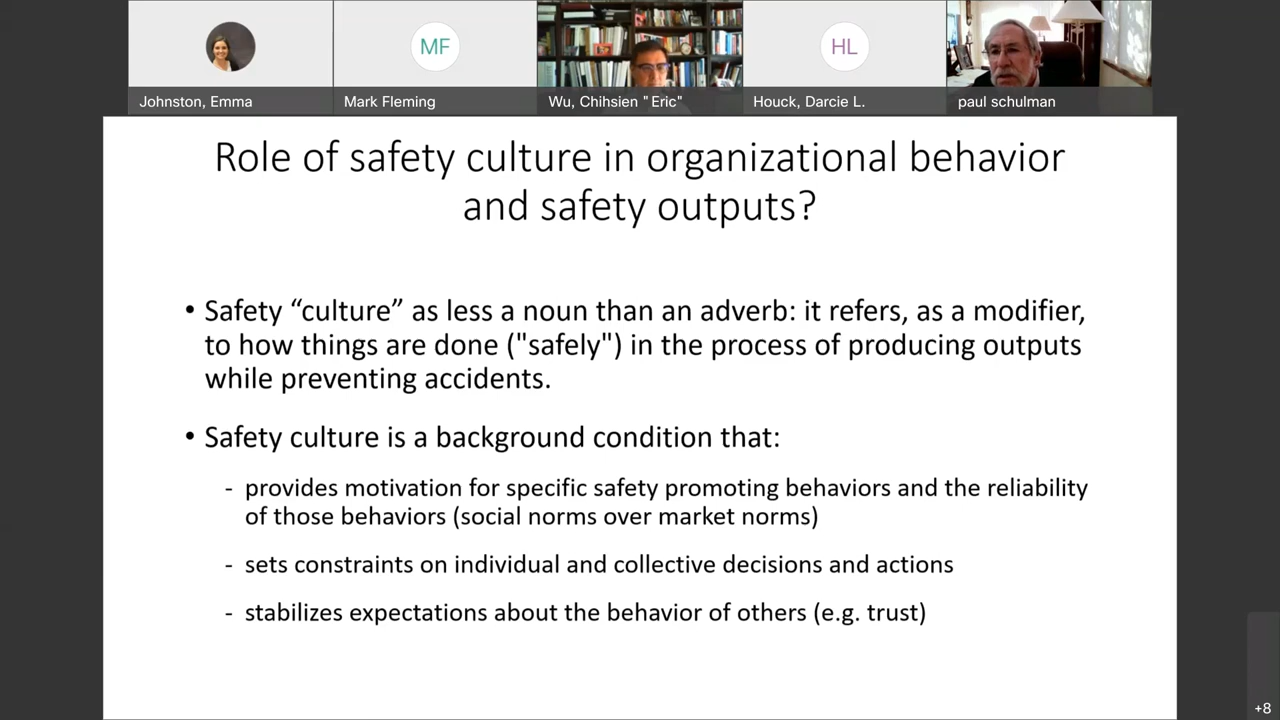 MF
HL
Johnston, Emma
Mark Fleming
Wu, Chihsien "Eric"
Houck, Darcie L.
paul schulman
Role of safety culture in organizational behavior
and safety outputs?
• Safety “culture” as less a noun than an adverb: it refers, as a modifier,
to how things are done ("safely") in the process of producing outputs
while preventing accidents.
• Safety culture is a background condition that:
- provides motivation for specific safety promoting behaviors and the reliability
of those behaviors (social norms over market norms)
- sets constraints on individual and collective decisions and actions
- stabilizes expectations about the behavior of others (e.g. trust)
+8